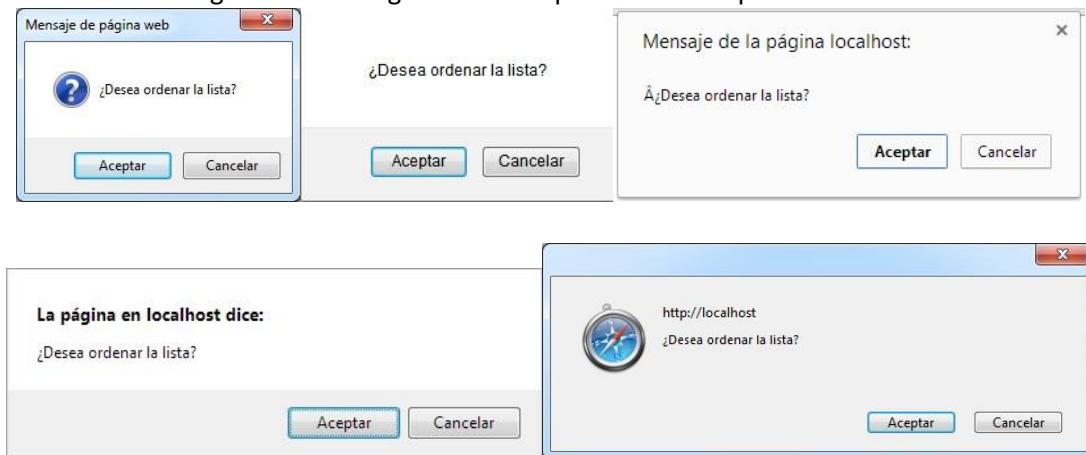 Mensaje de página web
¿Desea ordenar la lista?
Aceptar Cancelar
¿Desea ordenar la lista?
Aceptar Cancelar
Mensaje de la página localhost:
Â¿Desea ordenar la lista?
Aceptar Cancelar
La página en localhost dice:
¿Desea ordenar la lista?
Aceptar Cancelar
http://localhost
¿Desea ordenar la lista?
Aceptar Cancelar